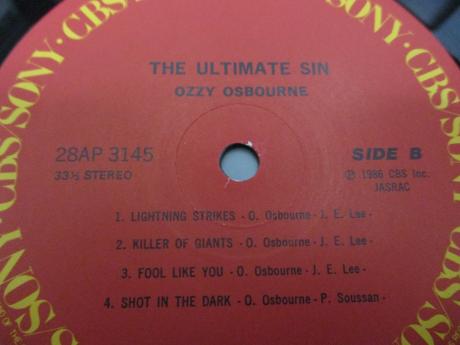 CBS/SONY · CBS/SONY · CBS/SONY
THE ULTIMATE SIN
OZZY OSBOURNE
28AP 3145
33⅓ STEREO
SIDE B
℗ 1986 CBS Inc.
JASRAC
1. LIGHTNING STRIKES - O. Osbourne - J. E. Lee -
2. KILLER OF GIANTS - O. Osbourne - J. E. Lee -
3. FOOL LIKE YOU - O. Osbourne - J. E. Lee -
4. SHOT IN THE DARK - O. Osbourne - P. Soussan -